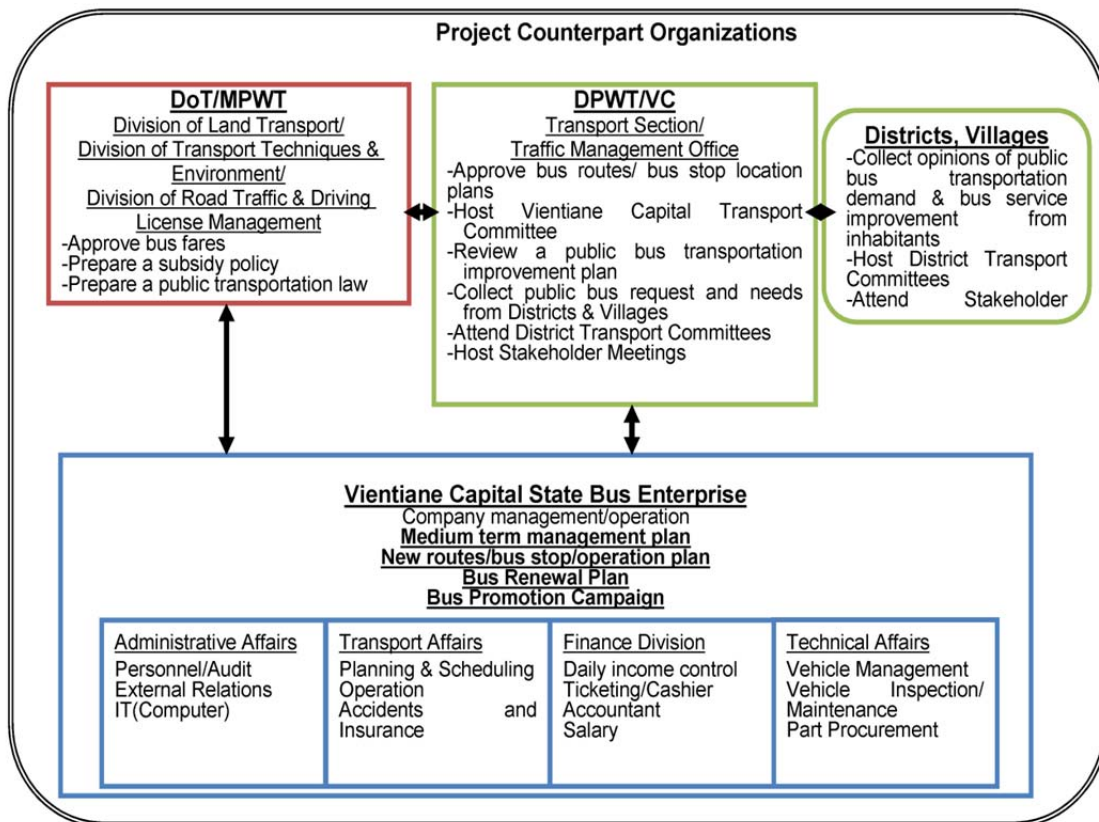 Project Counterpart Organizations
DoT/MPWT
Division of Land Transport/
Division of Transport Techniques &
Environment/
Division of Road Traffic & Driving
License Management
-Approve bus fares
-Prepare a subsidy policy
-Prepare a public transportation law
DPWT/VC
Transport Section/
Traffic Management Office
-Approve bus routes/ bus stop location
plans
-Host Vientiane Capital Transport
Committee
-Review a public bus transportation
improvement plan
-Collect public bus request and needs
from Districts & Villages
-Attend District Transport Committees
-Host Stakeholder Meetings
Districts, Villages
-Collect opinions of public
bus transportation
demand & bus service
improvement from
inhabitants
-Host District Transport
Committees
-Attend Stakeholder
Vientiane Capital State Bus Enterprise
Company management/operation
Medium term management plan
New routes/bus stop/operation plan
Bus Renewal Plan
Bus Promotion Campaign
Administrative Affairs
Personnel/Audit
External Relations
IT(Computer)
Transport Affairs
Planning & Scheduling
Operation
Accidents and
Insurance
Finance Division
Daily income control
Ticketing/Cashier
Accountant
Salary
Technical Affairs
Vehicle Management
Vehicle Inspection/
Maintenance
Part Procurement